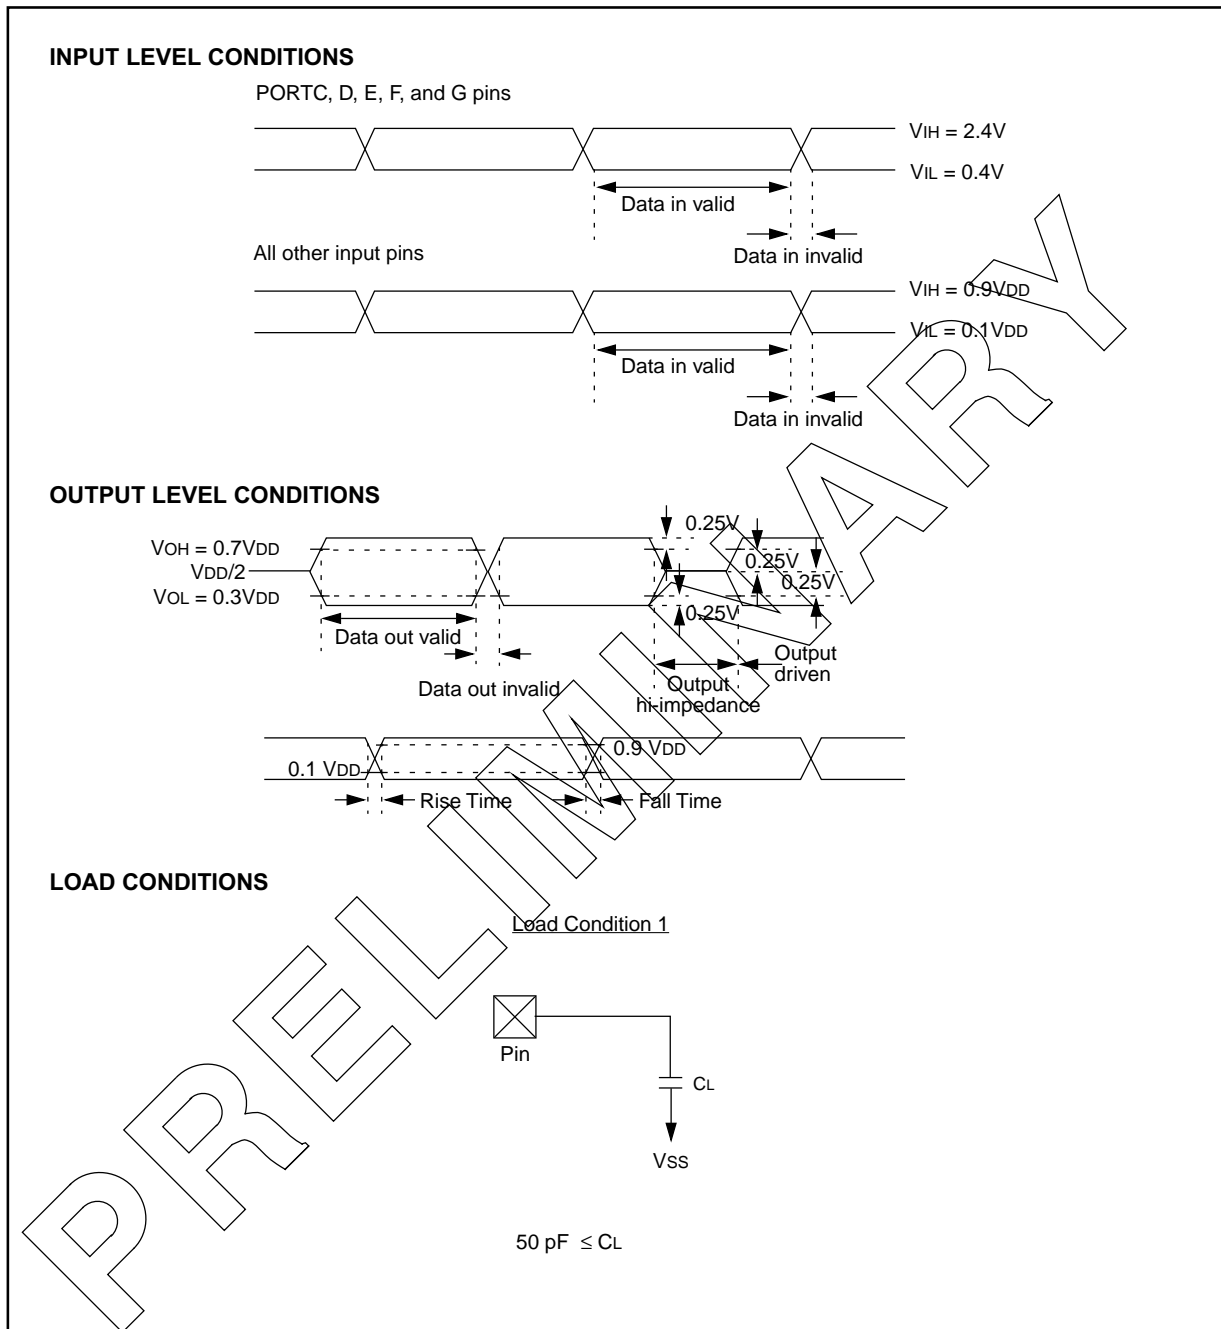 INPUT LEVEL CONDITIONS
PORTC, D, E, F, and G pins
VIH = 2.4V
VIL = 0.4V
Data in valid
Data in invalid
All other input pins
VIH = 0.9VDD
VIL = 0.1VDD
Data in valid
Data in invalid
OUTPUT LEVEL CONDITIONS
0.25V
VOH = 0.7VDD
VDD/2
0.25V
0.25V
VOL = 0.3VDD
0.25V
Data out valid
Output
driven
Data out invalid
Output
hi-impedance
0.9 VDD
0.1 VDD
Rise Time
Fall Time
LOAD CONDITIONS
Load Condition 1
Pin
CL
VSS
50 pF ≤ CL
PRELIMINARY